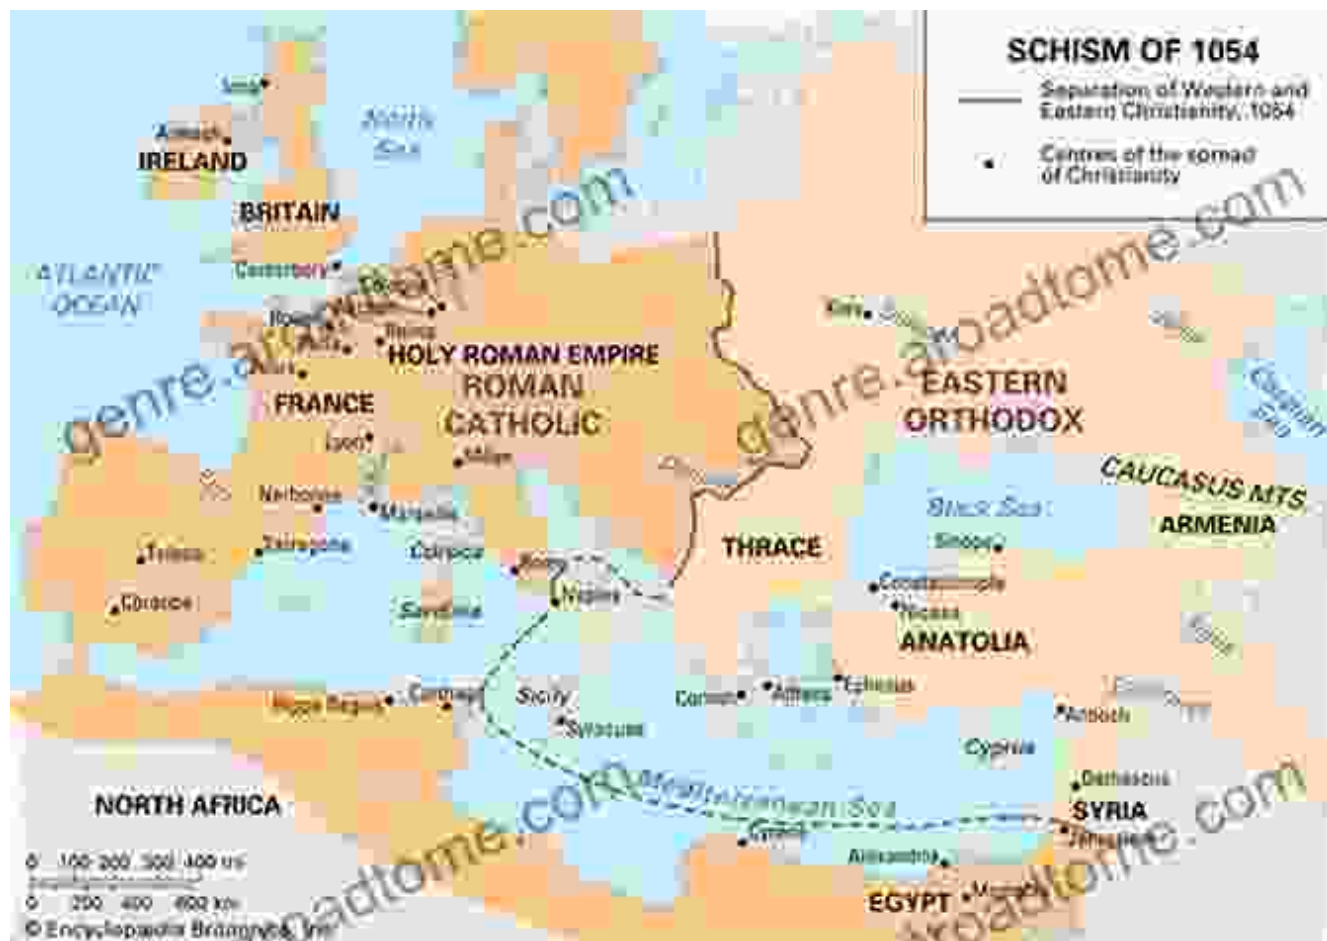 SCHISM OF 1054
Separation of Western and
Eastern Christianity, 1054
Centres of the spread
of Christianity
Iona
Armagh
IRELAND
North
Sea
BRITAIN
Canterbury
ATLANTIC
OCEAN
Rouen
Reims
Paris
Tours
HOLY ROMAN EMPIRE
ROMAN
CATHOLIC
FRANCE
Lyon
Milan
Kiev
EASTERN
ORTHODOX
Caspian
Sea
CAUCASUS MTS.
ARMENIA
Black Sea
Sinope
Narbonne
Marseille
Tarragona
Toledo
Cordoba
Corsica
Rome
Naples
Sardinia
THRACE
Constantinople
Nicaea
ANATOLIA
Hippo Regius
Carthage
Sicily
Syracuse
Corinth
Athens
Ephesus
Antioch
Cyprus
Damascus
SYRIA
Jerusalem
Mediterranean Sea
NORTH AFRICA
Cyrene
Alexandria
EGYPT
Memphis
0 100 200 300 400 mi
0 200 400 600 km
© Encyclopædia Britannica, Inc.
genre.aroadtome.com
genre.aroadtome.com
aroadtome.com
aroadtome.com